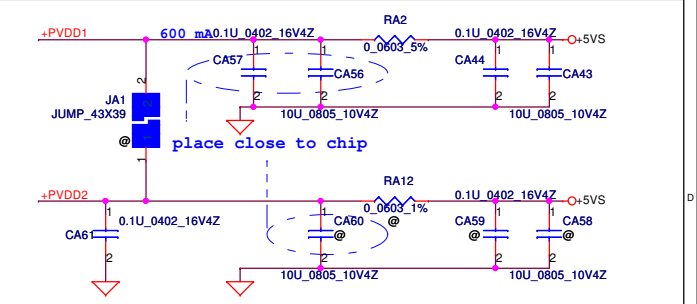 RA2
+PVDD1
600 mA
0.1U_0402_16V4Z
0.1U_0402_16V4Z
+5VS
0_0603_5%
CA57
1
CA56
1
CA44
1
CA43
1
2
2
2
2
2
JA1
2
JUMP_43X39
10U_0805_10V4Z
10U_0805_10V4Z
@
1
place close to chip
1
RA12
+PVDD2
0.1U_0402_16V4Z
+5VS
D
0_0603_1%
0.1U_0402_16V4Z
@
CA61
1
CA60
1
@
CA59
1
@
CA58
1
@
2
2
2
2
10U_0805_10V4Z
10U_0805_10V4Z